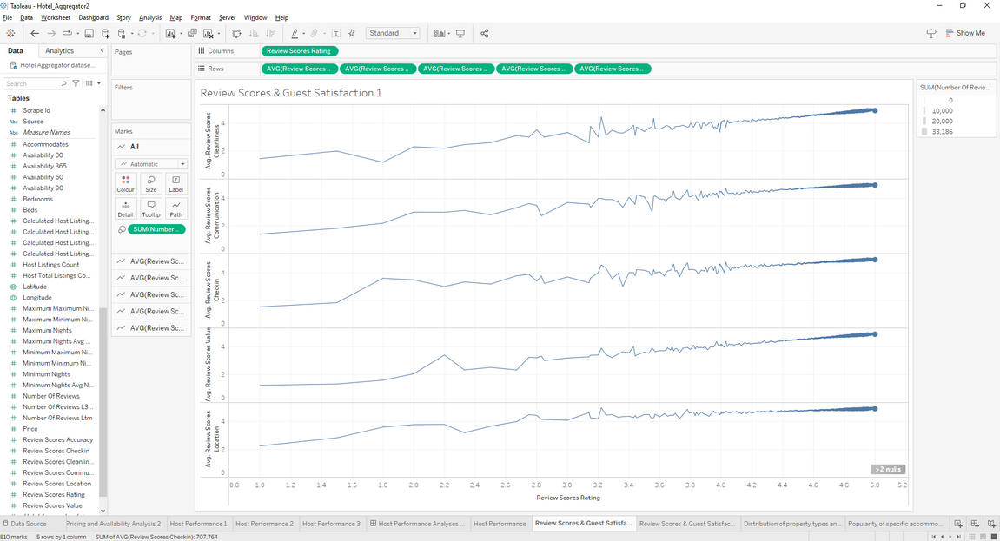 Tableau - Hotel_Aggregator2
File Data Worksheet Dashboard Story Analysis Map Format Server Window Help
Standard
Show Me
Data Analytics
Hotel Aggregator datase...
Search
Tables
Scrape Id
Abc Source
Abc Measure Names
Accommodates
Availability 30
Availability 365
Availability 60
Availability 90
Bedrooms
Beds
Calculated Host Listing...
Calculated Host Listing...
Calculated Host Listing...
Calculated Host Listing...
Host Listings Count
Host Total Listings Co...
Latitude
Longitude
Maximum Maximum Ni...
Maximum Minimum Ni...
Maximum Nights
Maximum Nights Avg ...
Minimum Maximum Ni...
Minimum Minimum Ni...
Minimum Nights
Minimum Nights Avg N...
Number Of Reviews
Number Of Reviews L3...
Number Of Reviews Ltm
Price
Review Scores Accuracy
Review Scores Checkin
Review Scores Cleanlin...
Review Scores Commu...
Review Scores Location
Review Scores Rating
Review Scores Value
Pages
Filters
Marks
All
Automatic
Colour Size Label
Detail Tooltip Path
SUM(Number ..
AVG(Review Sc...
AVG(Review Sc...
AVG(Review Sc...
AVG(Review Sc...
AVG(Review Sc...
Columns Review Scores Rating
Rows AVG(Review Scores .. AVG(Review Scores .. AVG(Review Scores .. AVG(Review Scores .. AVG(Review Scores ..
Review Scores & Guest Satisfaction 1
Avg. Review Scores
Cleanliness
4
2
0
Avg. Review Scores
Communication
4
2
0
Avg. Review Scores
Checkin
4
2
0
Avg. Review Scores Value
4
2
0
Avg. Review Scores
Location
4
2
0
>2 nulls
0.8 1.0 1.2 1.4 1.6 1.8 2.0 2.2 2.4 2.6 2.8 3.0 3.2 3.4 3.6 3.8 4.0 4.2 4.4 4.6 4.8 5.0 5.2
Review Scores Rating
SUM(Number Of Revie...
0
10,000
20,000
33,186
Data Source Pricing and Availability Analysis 2 Host Performance 1 Host Performance 2 Host Performance 3 Host Performance Analyses ... Host Performance Review Scores & Guest Satisfa... Review Scores & Guest Satisfac... Distribution of property types an... Popularity of specific accommo...
810 marks 5 rows by 1 column SUM of AVG(Review Scores Checkin): 707,764